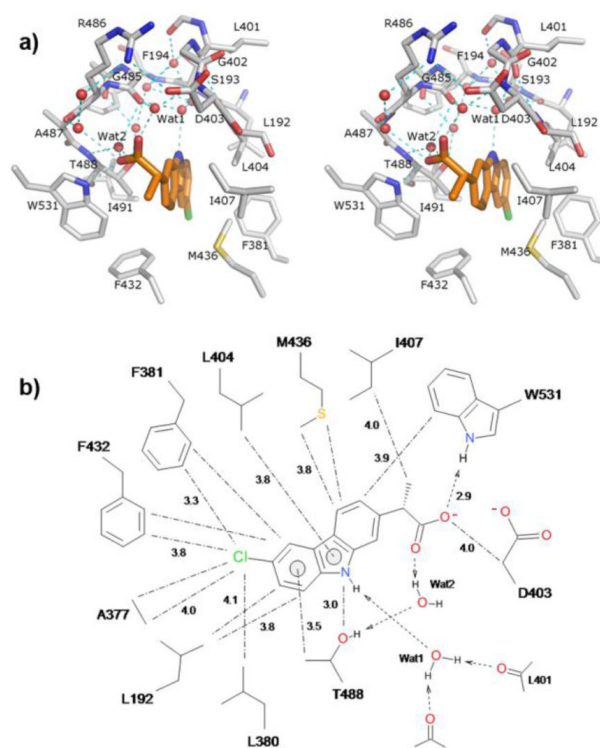 a)
R486
L401
F194
G402
G485
S193
Wat1
D403
L192
A487
Wat2
T488
L404
W531
I491
I407
F381
M436
F432
R486
L401
F194
G402
G485
S193
Wat1
D403
L192
A487
Wat2
T488
L404
W531
I491
I407
F381
M436
F432
b)
M436
I407
L404
F381
W531
F432
S
N
H
4.0
3.9
3.8
3.8
2.9
3.3
O
O
O
O
4.0
3.8
Cl
D403
H
Wat2
O
H
N
H
A377
4.0
4.1
3.0
3.8
3.5
O
H
Wat1
O
H
O
L401
H
L192
T488
L380
O